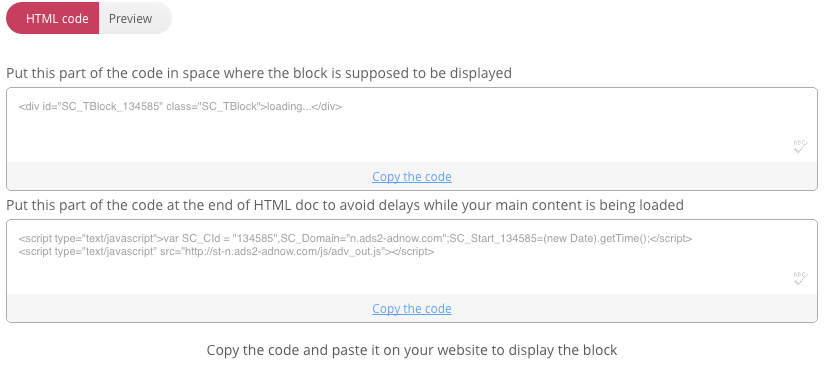 HTML code Preview
Put this part of the code in space where the block is supposed to be displayed
<div id="SC_TBlock_134585" class="SC_TBlock">loading...</div>
ABC
Copy the code
Put this part of the code at the end of HTML doc to avoid delays while your main content is being loaded
<script type="text/javascript">var SC_CId = "134585",SC_Domain="n.ads2-adnow.com";SC_Start_134585=(new Date).getTime();</script>
<script type="text/javascript" src="http://st-n.ads2-adnow.com/js/adv_out.js"></script>
ABC
Copy the code
Copy the code and paste it on your website to display the block